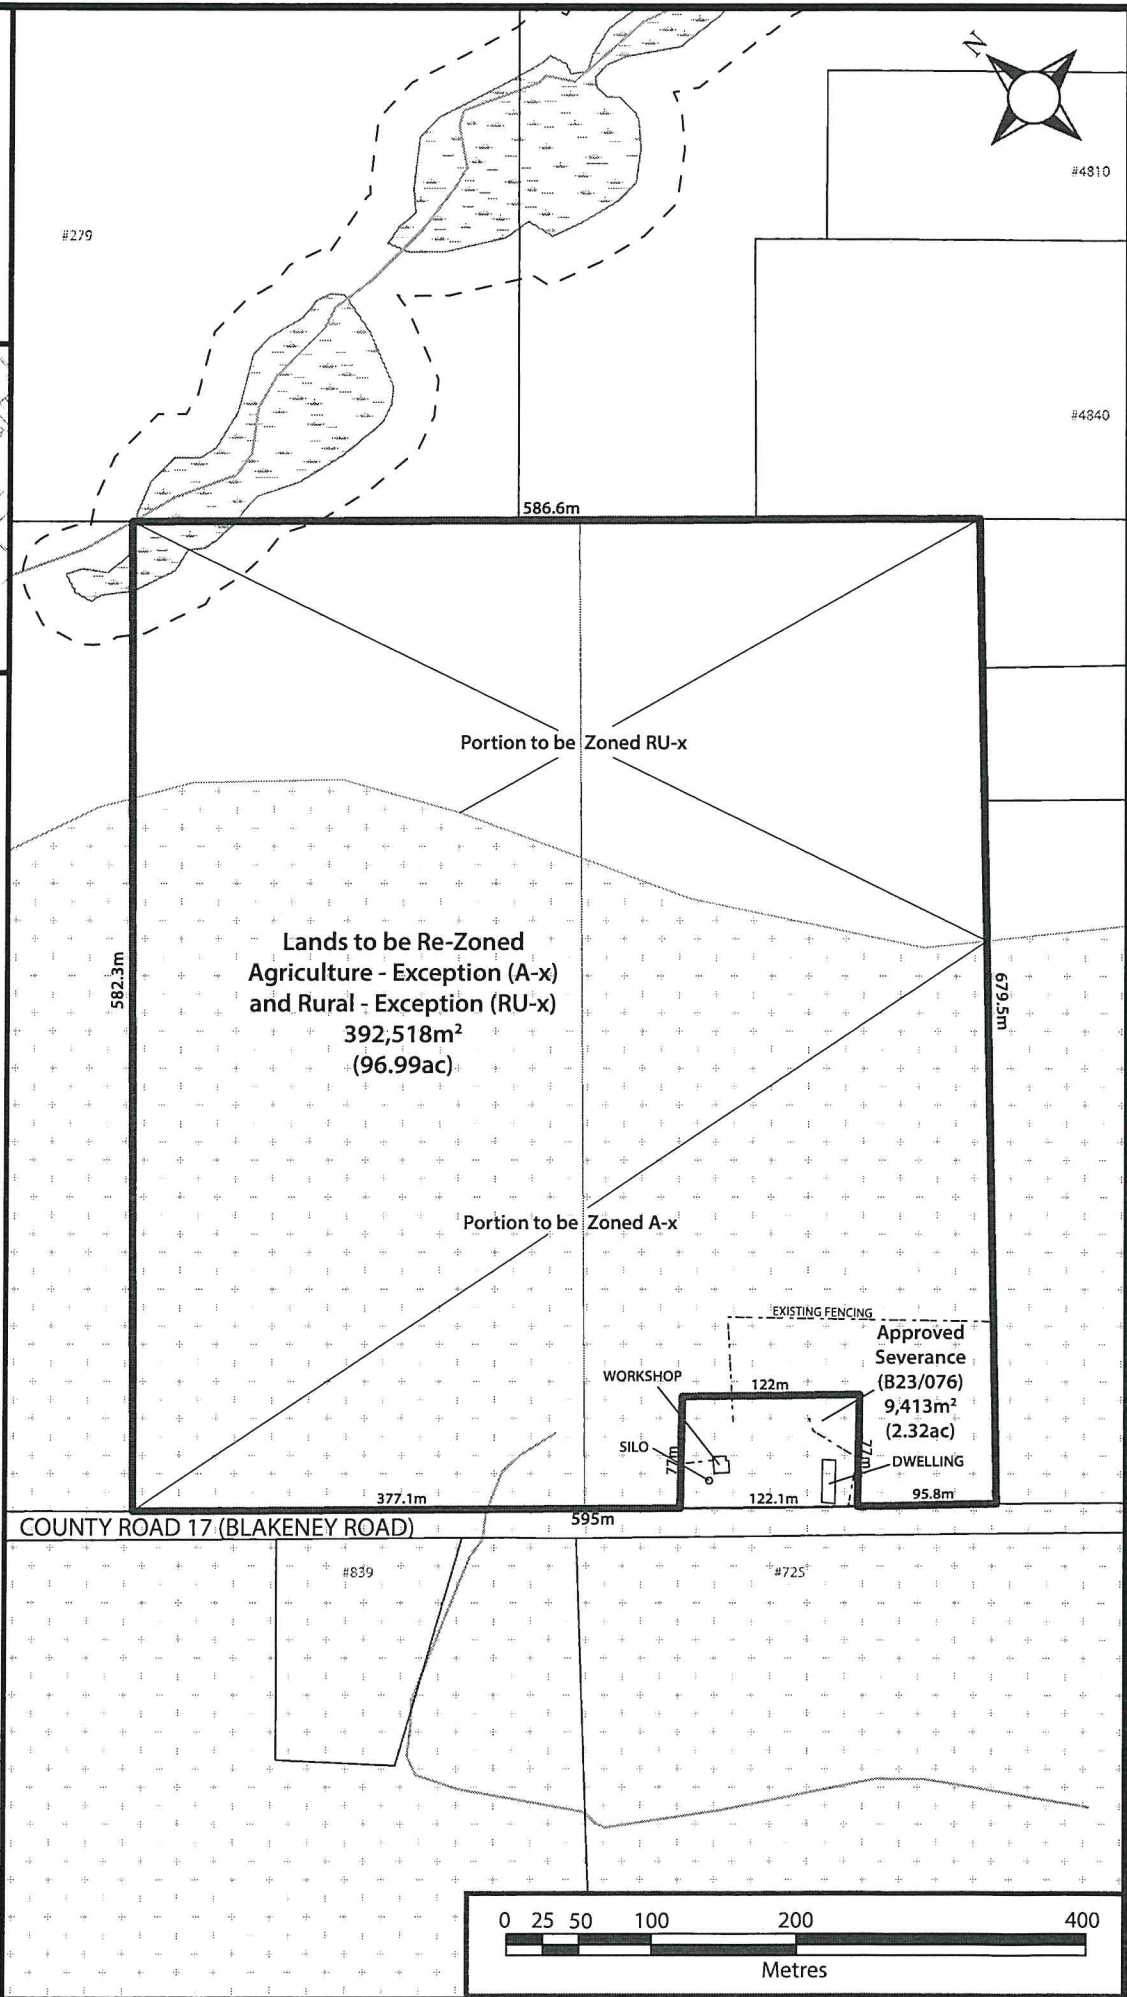 N
#4810
#279
#4840
586.6m
Portion to be Zoned RU-x
Lands to be Re-Zoned
Agriculture - Exception (A-x)
and Rural - Exception (RU-x)
392,518m²
(96.99ac)
582.3m
679.5m
Portion to be Zoned A-x
EXISTING FENCING
Approved
Severance
(B23/076)
9,413m²
(2.32ac)
WORKSHOP
122m
SILO
77m
77m
DWELLING
377.1m
122.1m
95.8m
595m
COUNTY ROAD 17 (BLAKENEY ROAD)
#839
#725
0 25 50 100 200 400
Metres